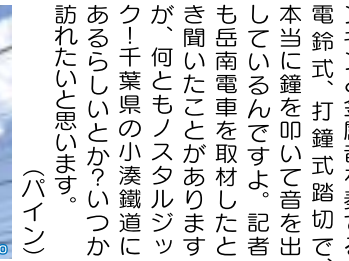 電鈴式、打鐘式踏切で、
本当に鐘を叩いて音を出
しているんですよ。記者
も岳南電車を取材したと
き聞いたことがあります
が、何ともノスタルジッ
ク！千葉県の小湊鐵道に
あるらしいとか？いつか
訪れたいと思います。
（パイン）